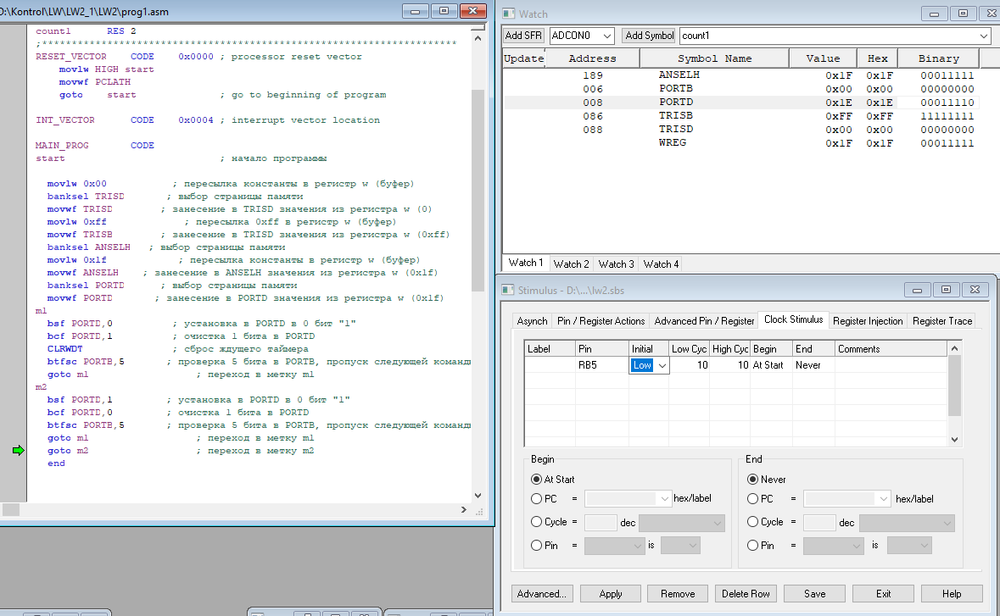 D:\Kontrol\LW\LW2_1\LW2\prog1.asm
count1 RES 2
;**********************************************************************
RESET_VECTOR CODE 0x0000 ; processor reset vector
movlw HIGH start
movwf PCLATH
goto start ; go to beginning of program
INT_VECTOR CODE 0x0004 ; interrupt vector location
MAIN_PROG CODE
start ; начало программы
movlw 0x00 ; пересылка константы в регистр w (буфер)
banksel TRISD ; выбор страницы памяти
movwf TRISD ; занесение в TRISD значения из регистра w (0)
movlw 0xff ; пересылка 0xff в регистр w (буфер)
movwf TRISB ; занесение в TRISD значения из регистра w (0xff)
banksel ANSELH ; выбор страницы памяти
movlw 0x1f ; пересылка константы в регистр w (буфер)
movwf ANSELH ; занесение в ANSELH значения из регистра w (0x1f)
banksel PORTD ; выбор страницы памяти
movwf PORTD ; занесение в PORTD значения из регистра w (0x1f)
m1
bsf PORTD,0 ; установка в PORTD в 0 бит "1"
bcf PORTD,1 ; очистка 1 бита в PORTD
CLRWDT ; сброс ждущего таймера
btfss PORTB,5 ; проверка 5 бита в PORTB, пропуск следующей команды
goto m1 ; переход в метку m1
m2
bsf PORTD,1 ; установка в PORTD в 0 бит "1"
bcf PORTD,0 ; очистка 1 бита в PORTD
btfsc PORTB,5 ; проверка 5 бита в PORTB, пропуск следующей команды
goto m1 ; переход в метку m1
goto m2 ; переход в метку m2
end
Watch
Add SFR ADCON0 Add Symbol count1
Update Address Symbol Name Value Hex Binary
189 ANSELH 0x1F 0x1F 00011111
006 PORTB 0x00 0x00 00000000
008 PORTD 0x1E 0x1E 00011110
086 TRISB 0xFF 0xFF 11111111
088 TRISD 0x00 0x00 00000000
WREG 0x1F 0x1F 00011111
Watch 1 Watch 2 Watch 3 Watch 4
Stimulus - D:\...\lw2.sbs
Asynch Pin / Register Actions Advanced Pin / Register Clock Stimulus Register Injection Register Trace
Label Pin Initial Low Cyc High Cyc Begin End Comments
RB5 Low 10 10 At Start Never
Begin
At Start
PC = hex/label
Cycle = dec
Pin = is
End
Never
PC = hex/label
Cycle = dec
Pin = is
Advanced... Apply Remove Delete Row Save Exit Help